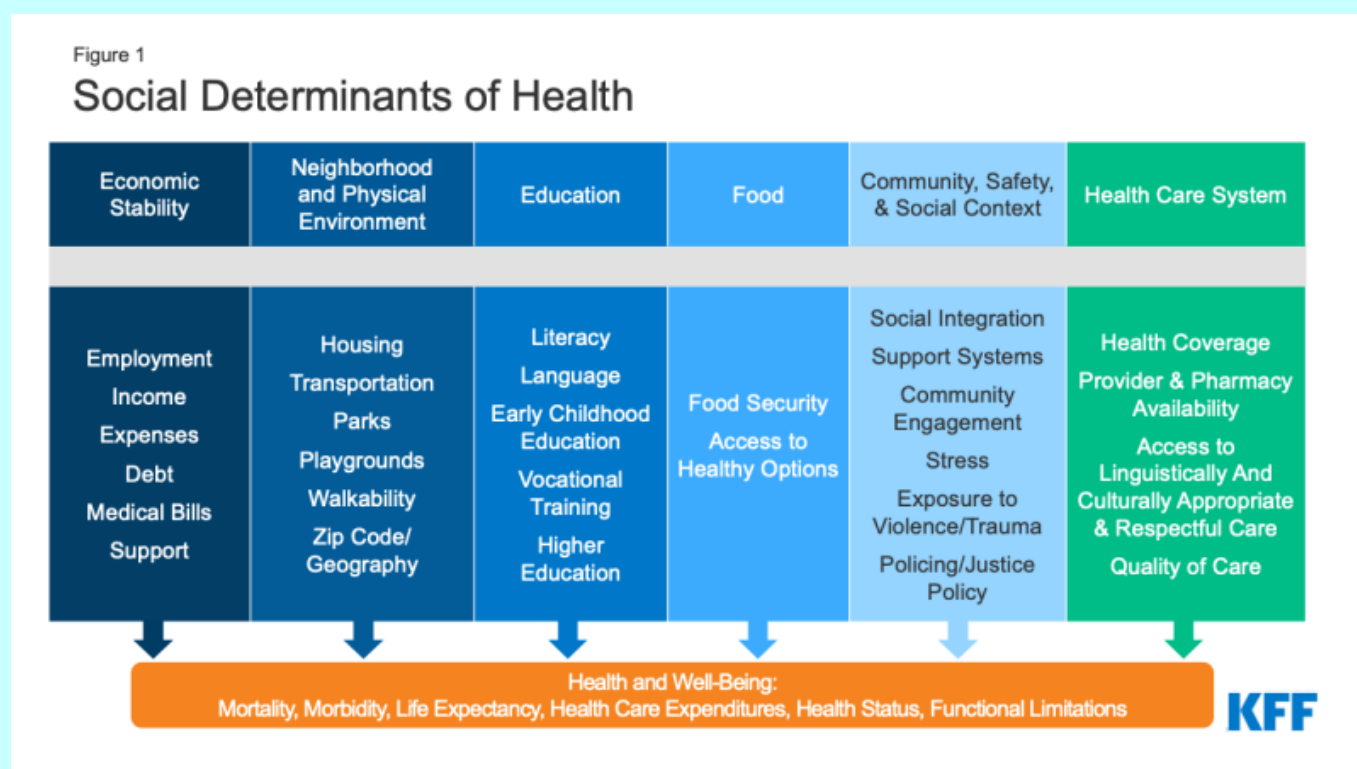 Figure 1
Social Determinants of Health
Economic
Stability
Neighborhood
and Physical
Environment
Education
Food
Community, Safety,
& Social Context
Health Care System
Employment
Income
Expenses
Debt
Medical Bills
Support
Housing
Transportation
Parks
Playgrounds
Walkability
Zip Code/
Geography
Literacy
Language
Early Childhood
Education
Vocational
Training
Higher
Education
Food Security
Access to
Healthy Options
Social Integration
Support Systems
Community
Engagement
Stress
Exposure to
Violence/Trauma
Policing/Justice
Policy
Health Coverage
Provider & Pharmacy
Availability
Access to
Linguistically And
Culturally Appropriate
& Respectful Care
Quality of Care
Health and Well-Being:
Mortality, Morbidity, Life Expectancy, Health Care Expenditures, Health Status, Functional Limitations
KFF